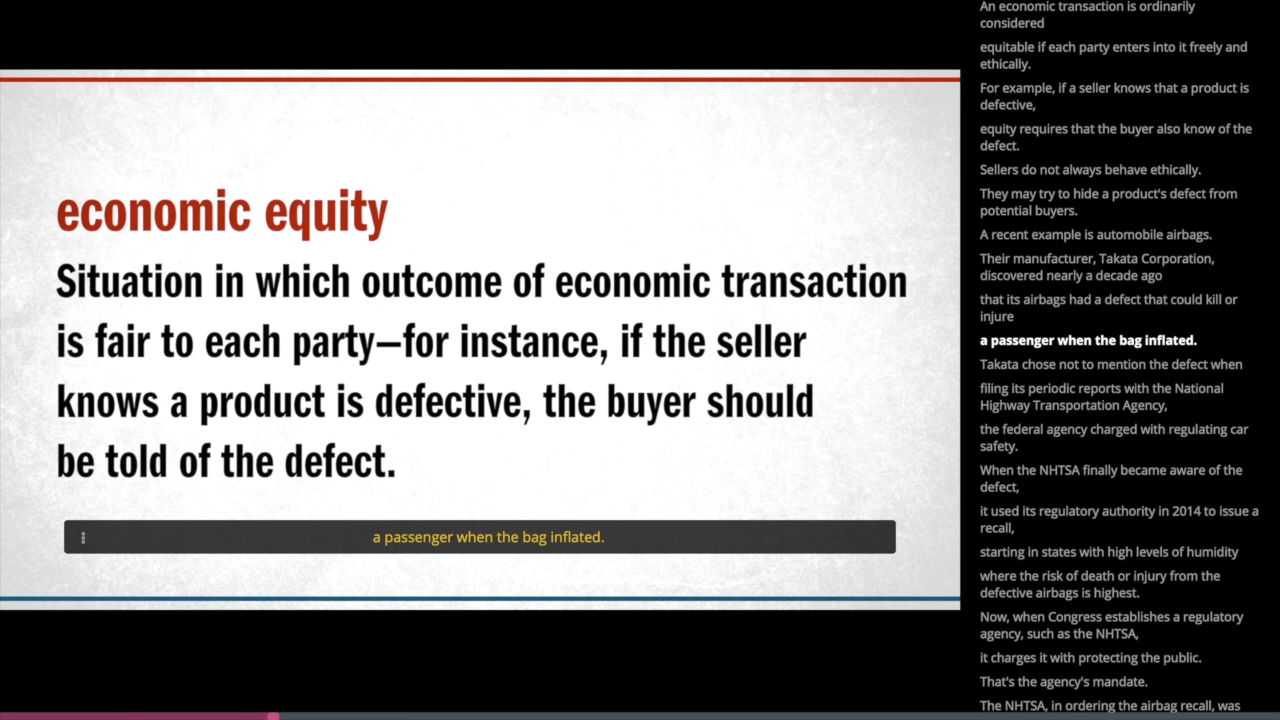 economic equity
Situation in which outcome of economic transaction
is fair to each party—for instance, if the seller
knows a product is defective, the buyer should
be told of the defect.
a passenger when the bag inflated.
An economic transaction is ordinarily
considered
equitable if each party enters into it freely and
ethically.
For example, if a seller knows that a product is
defective,
equity requires that the buyer also know of the
defect.
Sellers do not always behave ethically.
They may try to hide a product's defect from
potential buyers.
A recent example is automobile airbags.
Their manufacturer, Takata Corporation,
discovered nearly a decade ago
that its airbags had a defect that could kill or
injure
a passenger when the bag inflated.
Takata chose not to mention the defect when
filing its periodic reports with the National
Highway Transportation Agency,
the federal agency charged with regulating car
safety.
When the NHTSA finally became aware of the
defect,
it used its regulatory authority in 2014 to issue a
recall,
starting in states with high levels of humidity
where the risk of death or injury from the
defective airbags is highest.
Now, when Congress establishes a regulatory
agency, such as the NHTSA,
it charges it with protecting the public.
That's the agency's mandate.
The NHTSA, in ordering the airbag recall, was